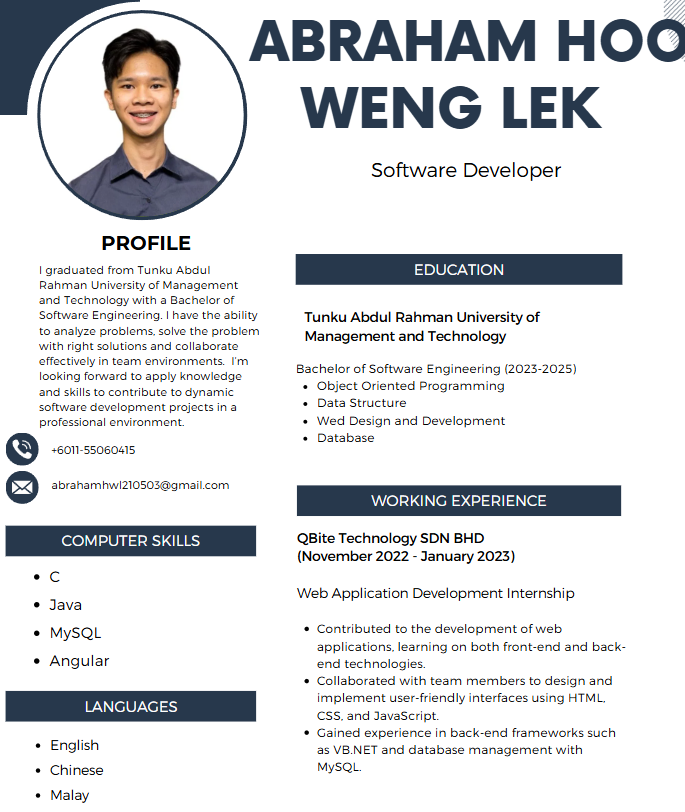 ABRAHAM HOO
WENG LEK
Software Developer
PROFILE
I graduated from Tunku Abdul
Rahman University of Management
and Technology with a Bachelor of
Software Engineering. I have the ability
to analyze problems, solve the problem
with right solutions and collaborate
effectively in team environments. I'm
looking forward to apply knowledge
and skills to contribute to dynamic
software development projects in a
professional environment.
+6011-55060415
abrahamhwl210503@gmail.com
COMPUTER SKILLS
• C
• Java
• MySQL
• Angular
LANGUAGES
• English
• Chinese
• Malay
EDUCATION
Tunku Abdul Rahman University of
Management and Technology
Bachelor of Software Engineering (2023-2025)
• Object Oriented Programming
• Data Structure
• Wed Design and Development
• Database
WORKING EXPERIENCE
QBite Technology SDN BHD
(November 2022 - January 2023)
Web Application Development Internship
• Contributed to the development of web
applications, learning on both front-end and back-
end technologies.
• Collaborated with team members to design and
implement user-friendly interfaces using HTML,
CSS, and JavaScript.
• Gained experience in back-end frameworks such
as VB.NET and database management with
MySQL.